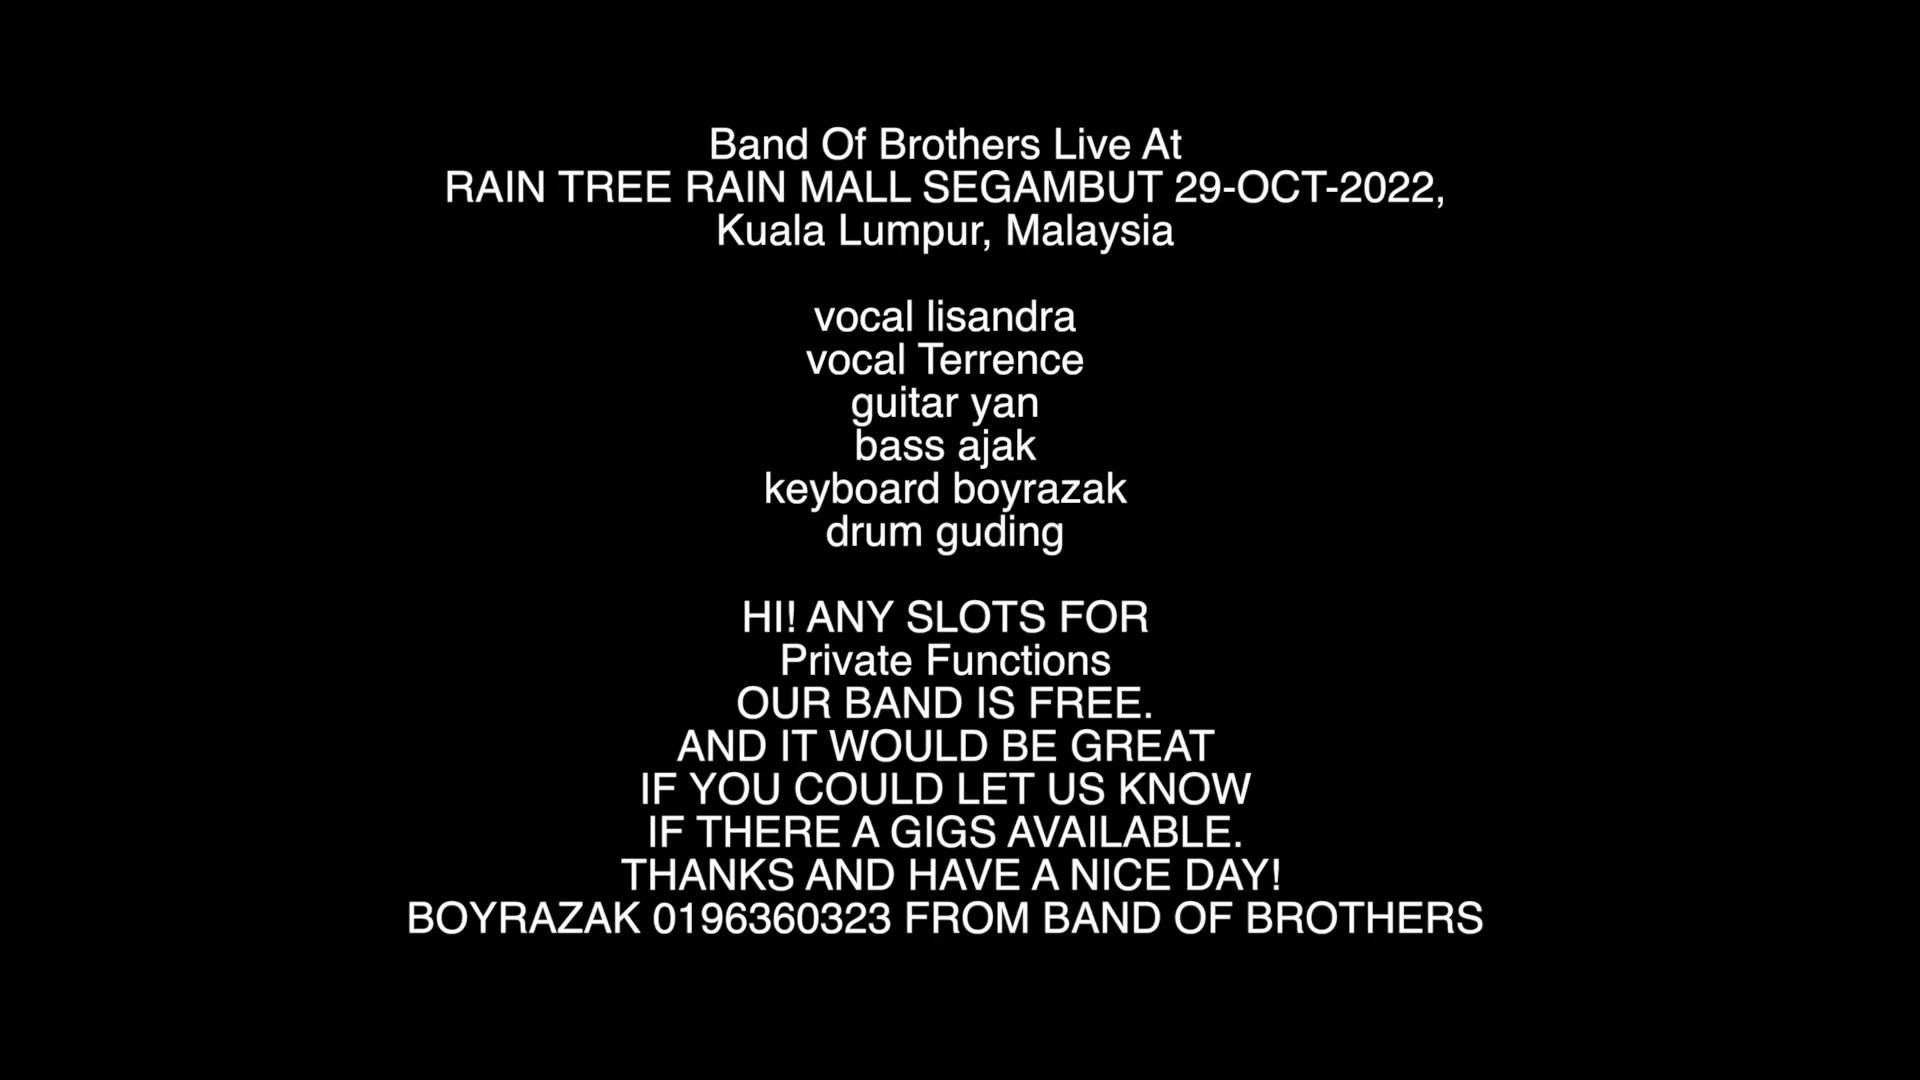 Band Of Brothers Live At
RAIN TREE RAIN MALL SEGAMBUT 29-OCT-2022,
Kuala Lumpur, Malaysia
vocal lisandra
vocal Terrence
guitar yan
bass ajak
keyboard boyrazak
drum guding
HI! ANY SLOTS FOR
Private Functions
OUR BAND IS FREE.
AND IT WOULD BE GREAT
IF YOU COULD LET US KNOW
IF THERE A GIGS AVAILABLE.
THANKS AND HAVE A NICE DAY!
BOYRAZAK 0196360323 FROM BAND OF BROTHERS